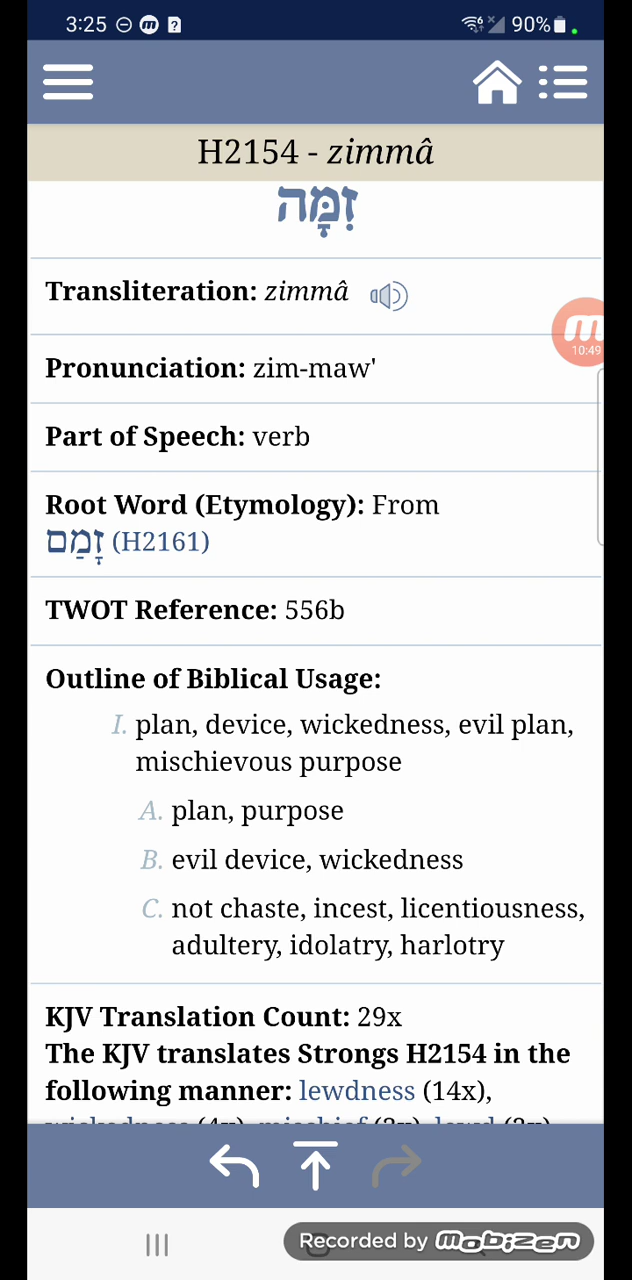 3:25 90%
H2154 - zimmâ
זִמָּה
Transliteration: zimmâ
10:49
Pronunciation: zim-maw'
Part of Speech: verb
Root Word (Etymology): From
זָמַם (H2161)
TWOT Reference: 556b
Outline of Biblical Usage:
I. plan, device, wickedness, evil plan,
mischievous purpose
A. plan, purpose
B. evil device, wickedness
C. not chaste, incest, licentiousness,
adultery, idolatry, harlotry
KJV Translation Count: 29x
The KJV translates Strongs H2154 in the
following manner: lewdness (14x),
Recorded by mobizen